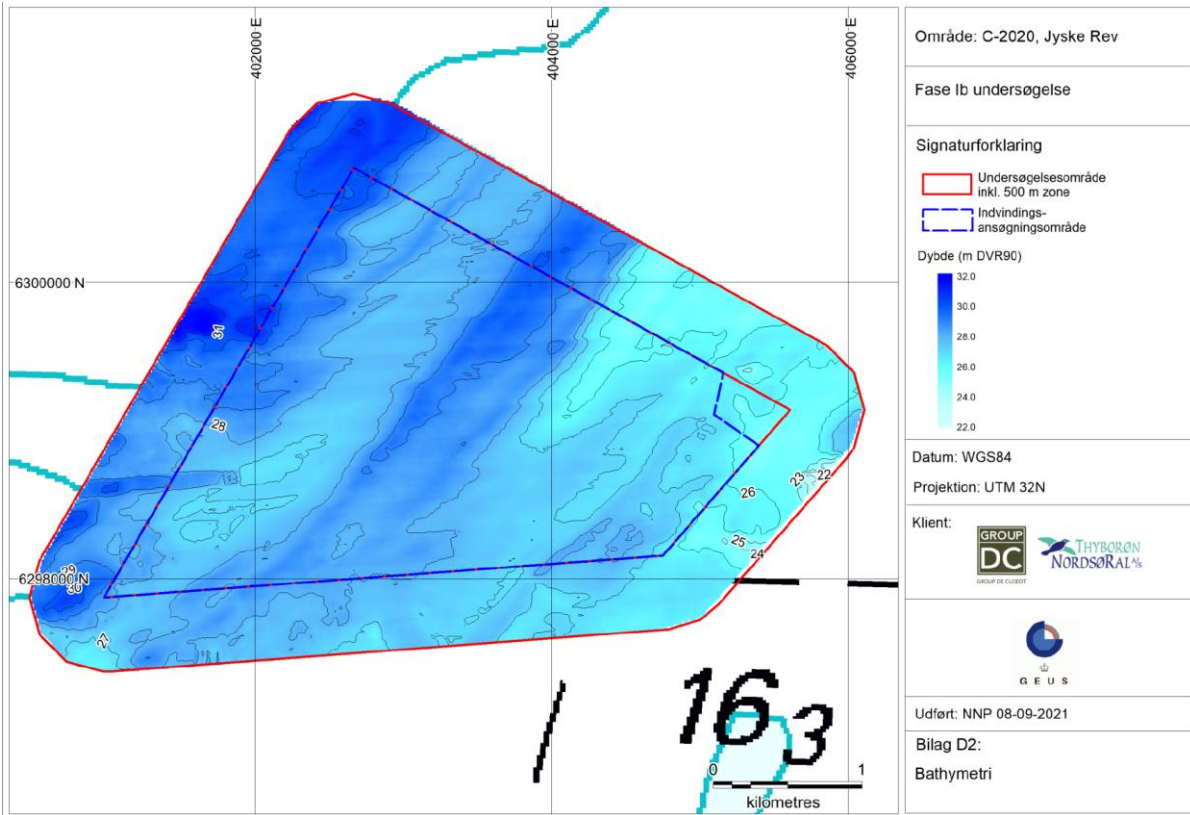 402000 E
404000 E
406000 E
6300000 N
6298000 N
31
28
29
30
27
26
25
24
23
22
16
3
0
1
kilometres
Område: C-2020, Jyske Rev
Fase Ib undersøgelse
Signaturforklaring
Undersøgelsesområde
inkl. 500 m zone
Indvindings-
ansøgningsområde
Dybde (m DVR90)
32.0
30.0
28.0
26.0
24.0
22.0
Datum: WGS84
Projektion: UTM 32N
Klient:
GROUP
DC
GROUP DE CLOEDT
THYBORØN
NORDSØRAL A/S
GEUS
Udført: NNP 08-09-2021
Bilag D2:
Bathymetri